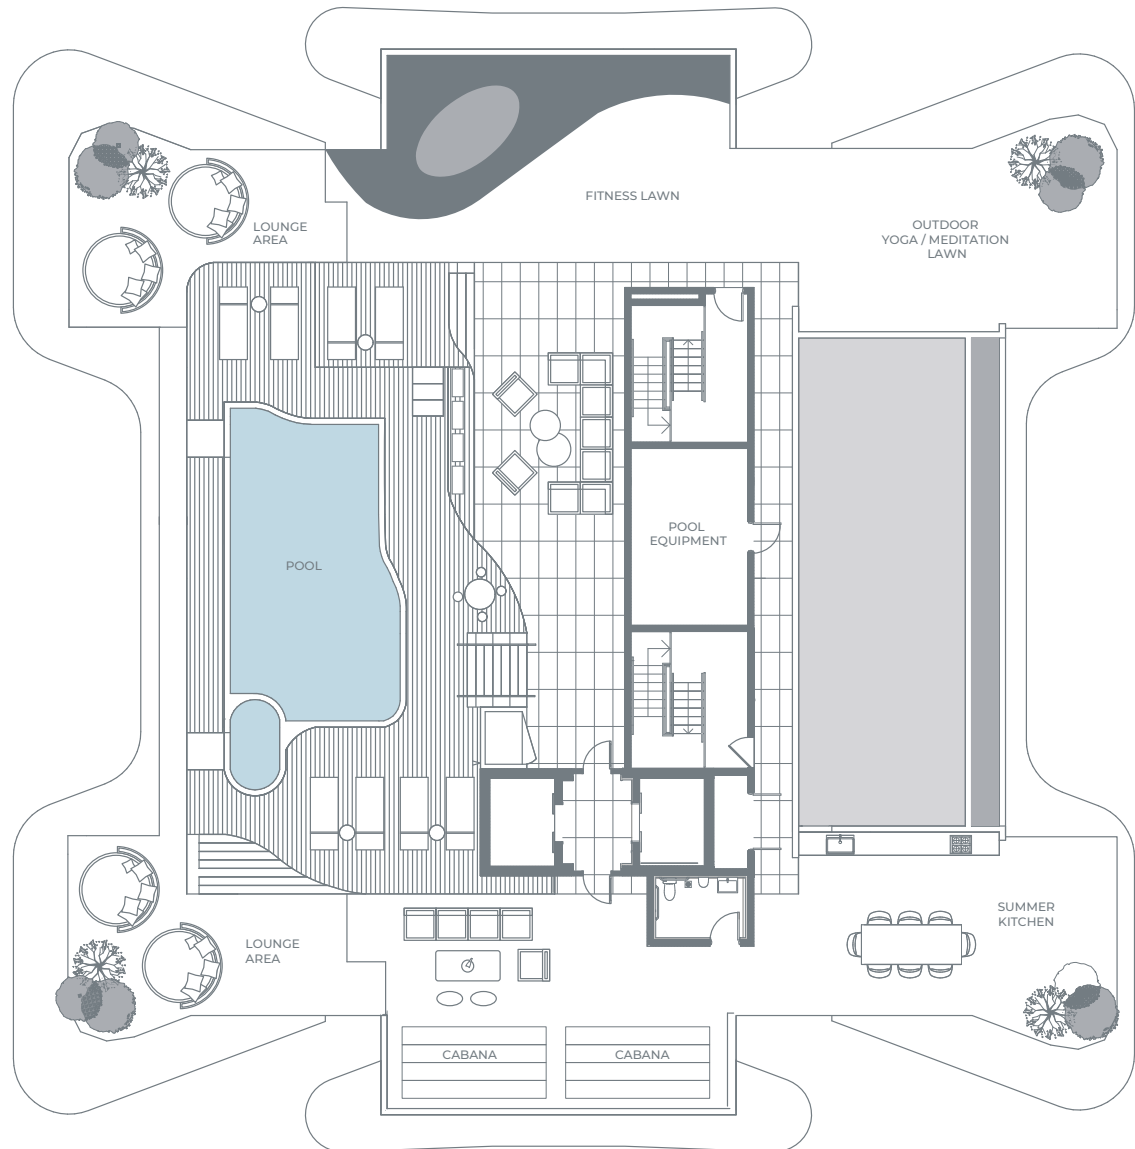 FITNESS LAWN
OUTDOOR
YOGA / MEDITATION
LAWN
LOUNGE
AREA
POOL
EQUIPMENT
POOL
SUMMER
KITCHEN
LOUNGE
AREA
CABANA
CABANA